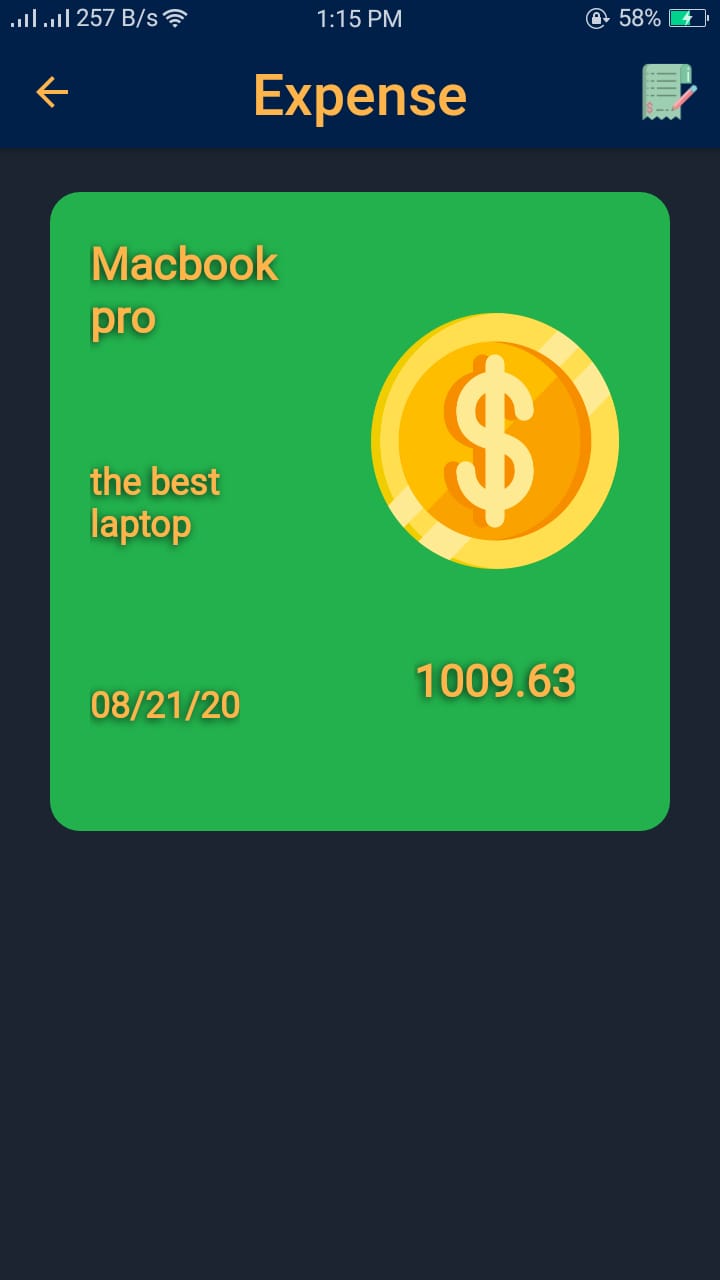 257 B/s 1:15 PM 58%
Expense
Macbook
pro
the best
laptop
08/21/20
1009.63